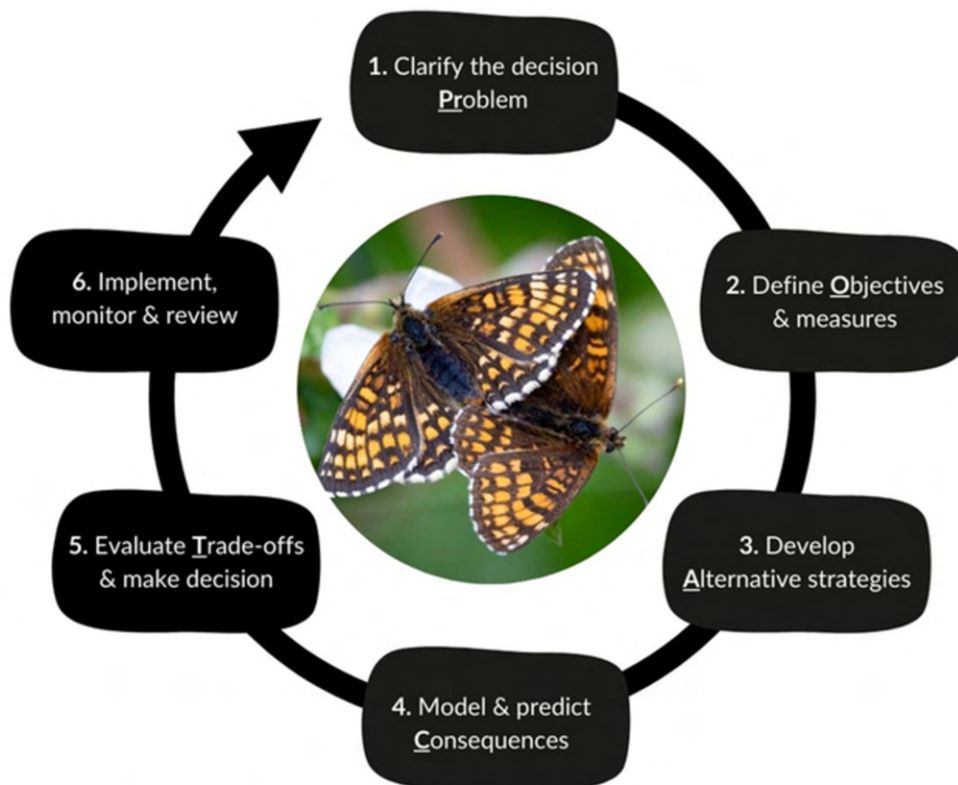 1. Clarify the decision
Problem
2. Define Objectives
& measures
3. Develop
Alternative strategies
4. Model & predict
Consequences
5. Evaluate Trade-offs
& make decision
6. Implement,
monitor & review